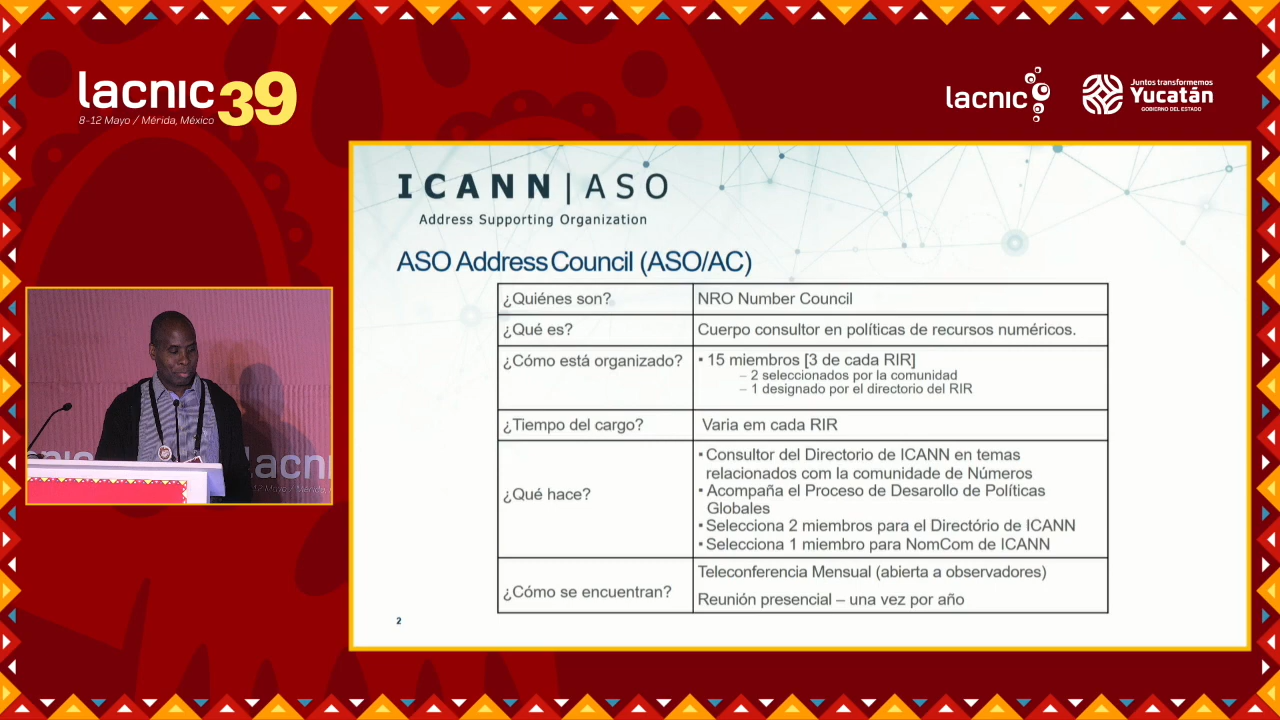 lacnic 39
8-12 Mayo / Mérida, México
lacnic
Juntos transformemos
Yucatán
GOBIERNO DEL ESTADO
ICANN|ASO
Address Supporting Organization
ASO Address Council (ASO/AC)
¿Quiénes son?
NRO Number Council
¿Qué es?
Cuerpo consultor en políticas de recursos numéricos.
¿Cómo está organizado?
▪ 15 miembros [3 de cada RIR]
– 2 seleccionados por la comunidad
– 1 designado por el directorio del RIR
¿Tiempo del cargo?
Varia em cada RIR
¿Qué hace?
▪ Consultor del Directorio de ICANN en temas
relacionados com la comunidade de Números
▪ Acompaña el Proceso de Desarollo de Políticas
Globales
▪ Selecciona 2 miembros para el Directório de ICANN
▪ Selecciona 1 miembro para NomCom de ICANN
¿Cómo se encuentran?
Teleconferencia Mensual (abierta a observadores)
Reunión presencial – una vez por año
2